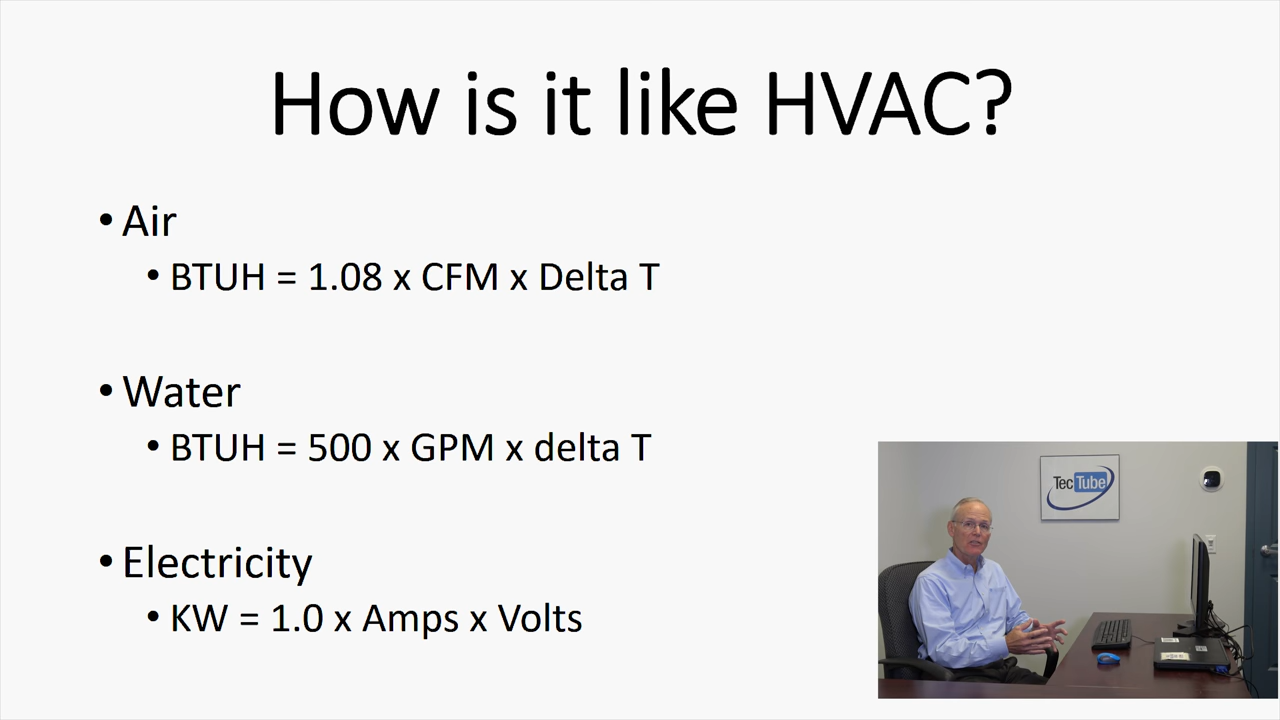 How is it like HVAC?
• Air
• BTUH = 1.08 x CFM x Delta T
• Water
• BTUH = 500 x GPM x delta T
TecTube
• Electricity
• KW = 1.0 x Amps x Volts